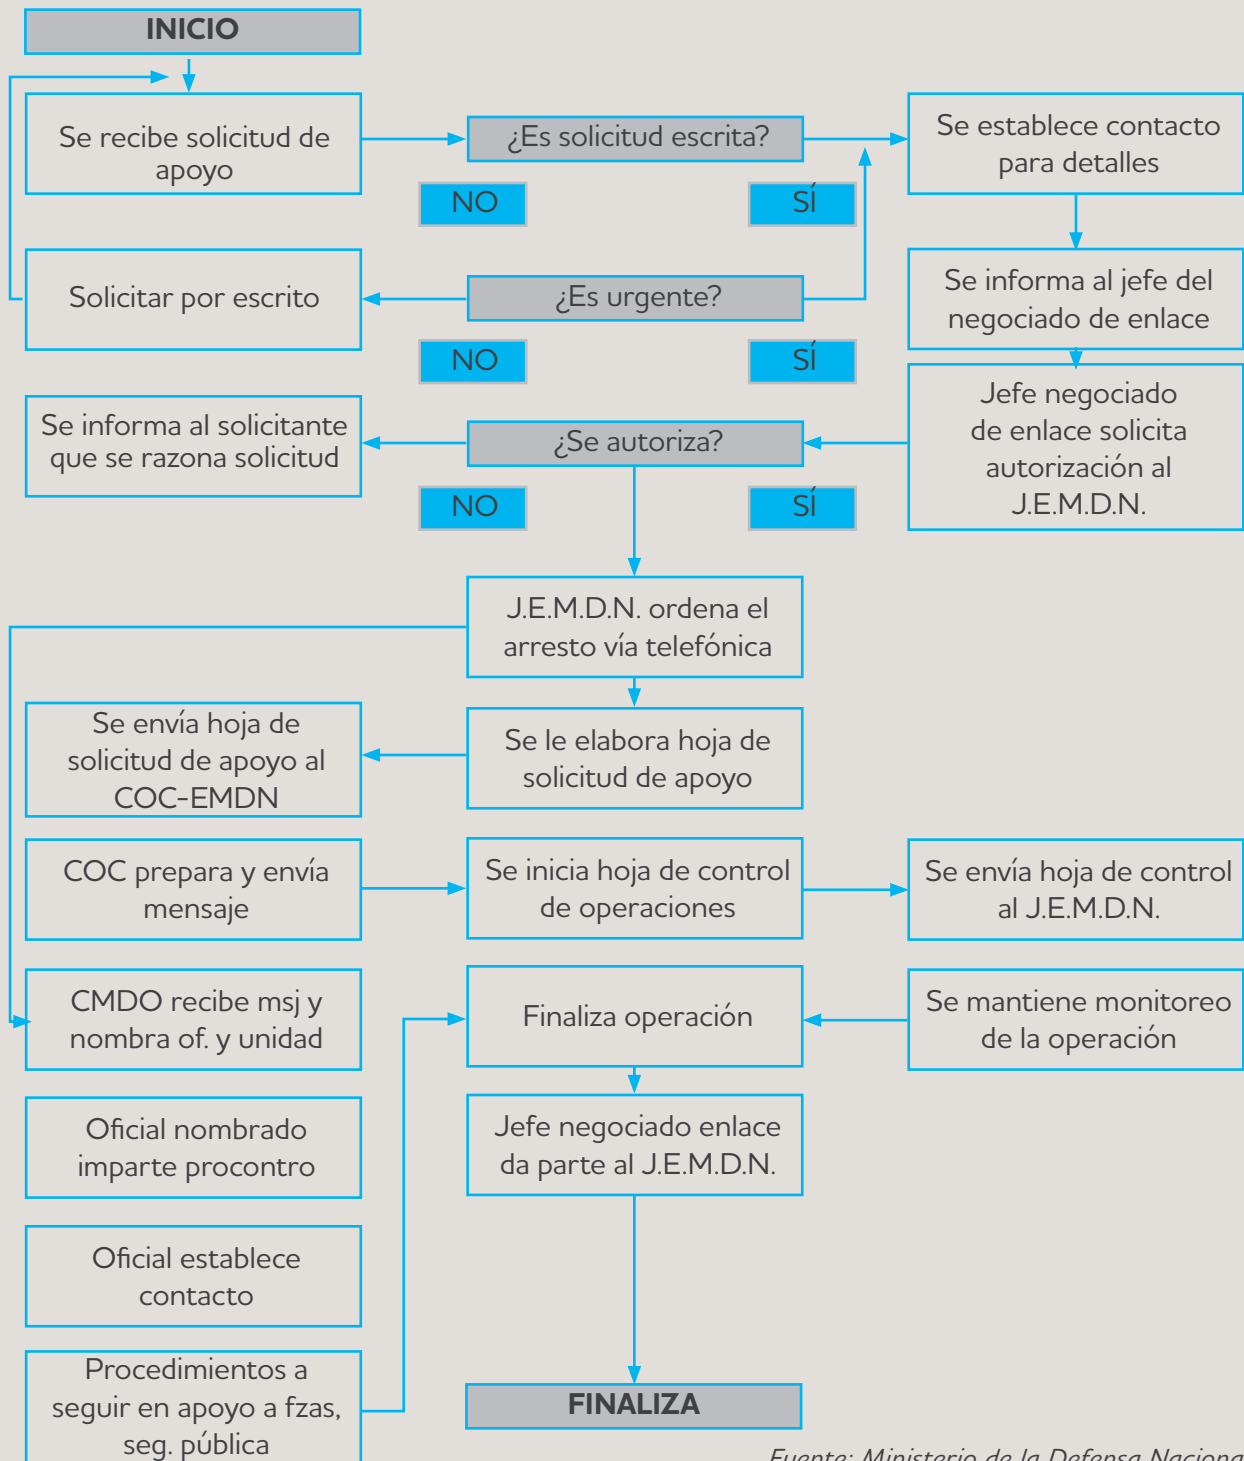 INICIO
Se recibe solicitud de
apoyo
¿Es solicitud escrita?
Se establece contacto
para detalles
NO
SÍ
Solicitar por escrito
¿Es urgente?
Se informa al jefe del
negociado de enlace
NO
SÍ
Se informa al solicitante
que se razona solicitud
¿Se autoriza?
Jefe negociado
de enlace solicita
autorización al
J.E.M.D.N.
NO
SÍ
J.E.M.D.N. ordena el
arresto vía telefónica
Se envía hoja de
solicitud de apoyo al
COC-EMDN
Se le elabora hoja de
solicitud de apoyo
COC prepara y envía
mensaje
Se inicia hoja de control
de operaciones
Se envía hoja de control
al J.E.M.D.N.
CMDO recibe msj y
nombra of. y unidad
Finaliza operación
Se mantiene monitoreo
de la operación
Oficial nombrado
imparte procontro
Jefe negociado enlace
da parte al J.E.M.D.N.
Oficial establece
contacto
Procedimientos a
seguir en apoyo a fzas,
seg. pública
FINALIZA
Fuente: Ministerio de la Defensa Naciona